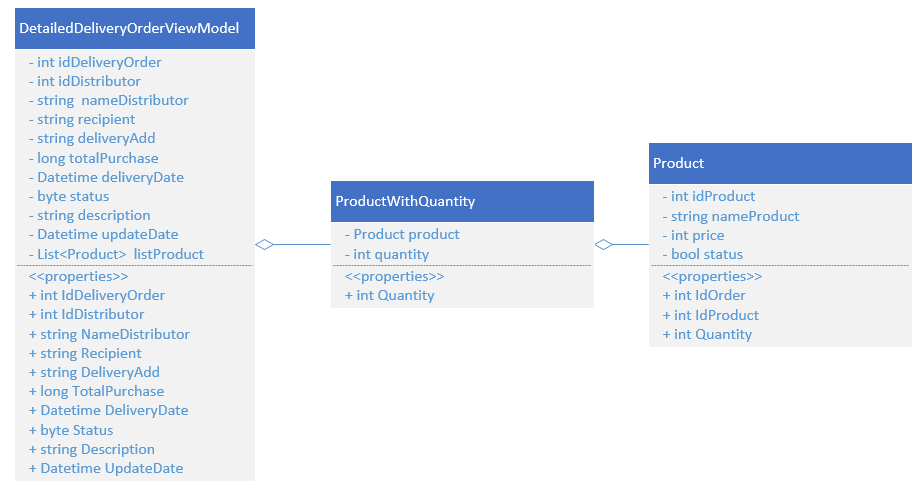 DetailedDeliveryOrderViewModel
- int idDeliveryOrder
- int idDistributor
- string  nameDistributor
- string recipient
- string deliveryAdd
- long totalPurchase
- Datetime deliveryDate
- byte status
- string description
- Datetime updateDate
- List<Product>  listProduct
<<properties>>
+ int IdDeliveryOrder
+ int IdDistributor
+ string NameDistributor
+ string Recipient
+ string DeliveryAdd
+ long TotalPurchase
+ Datetime DeliveryDate
+ byte Status
+ string Description
+ Datetime UpdateDate
ProductWithQuantity
- Product product
- int quantity
<<properties>>
+ int Quantity
Product
- int idProduct
- string nameProduct
- int price
- bool status
<<properties>>
+ int IdOrder
+ int IdProduct
+ int Quantity